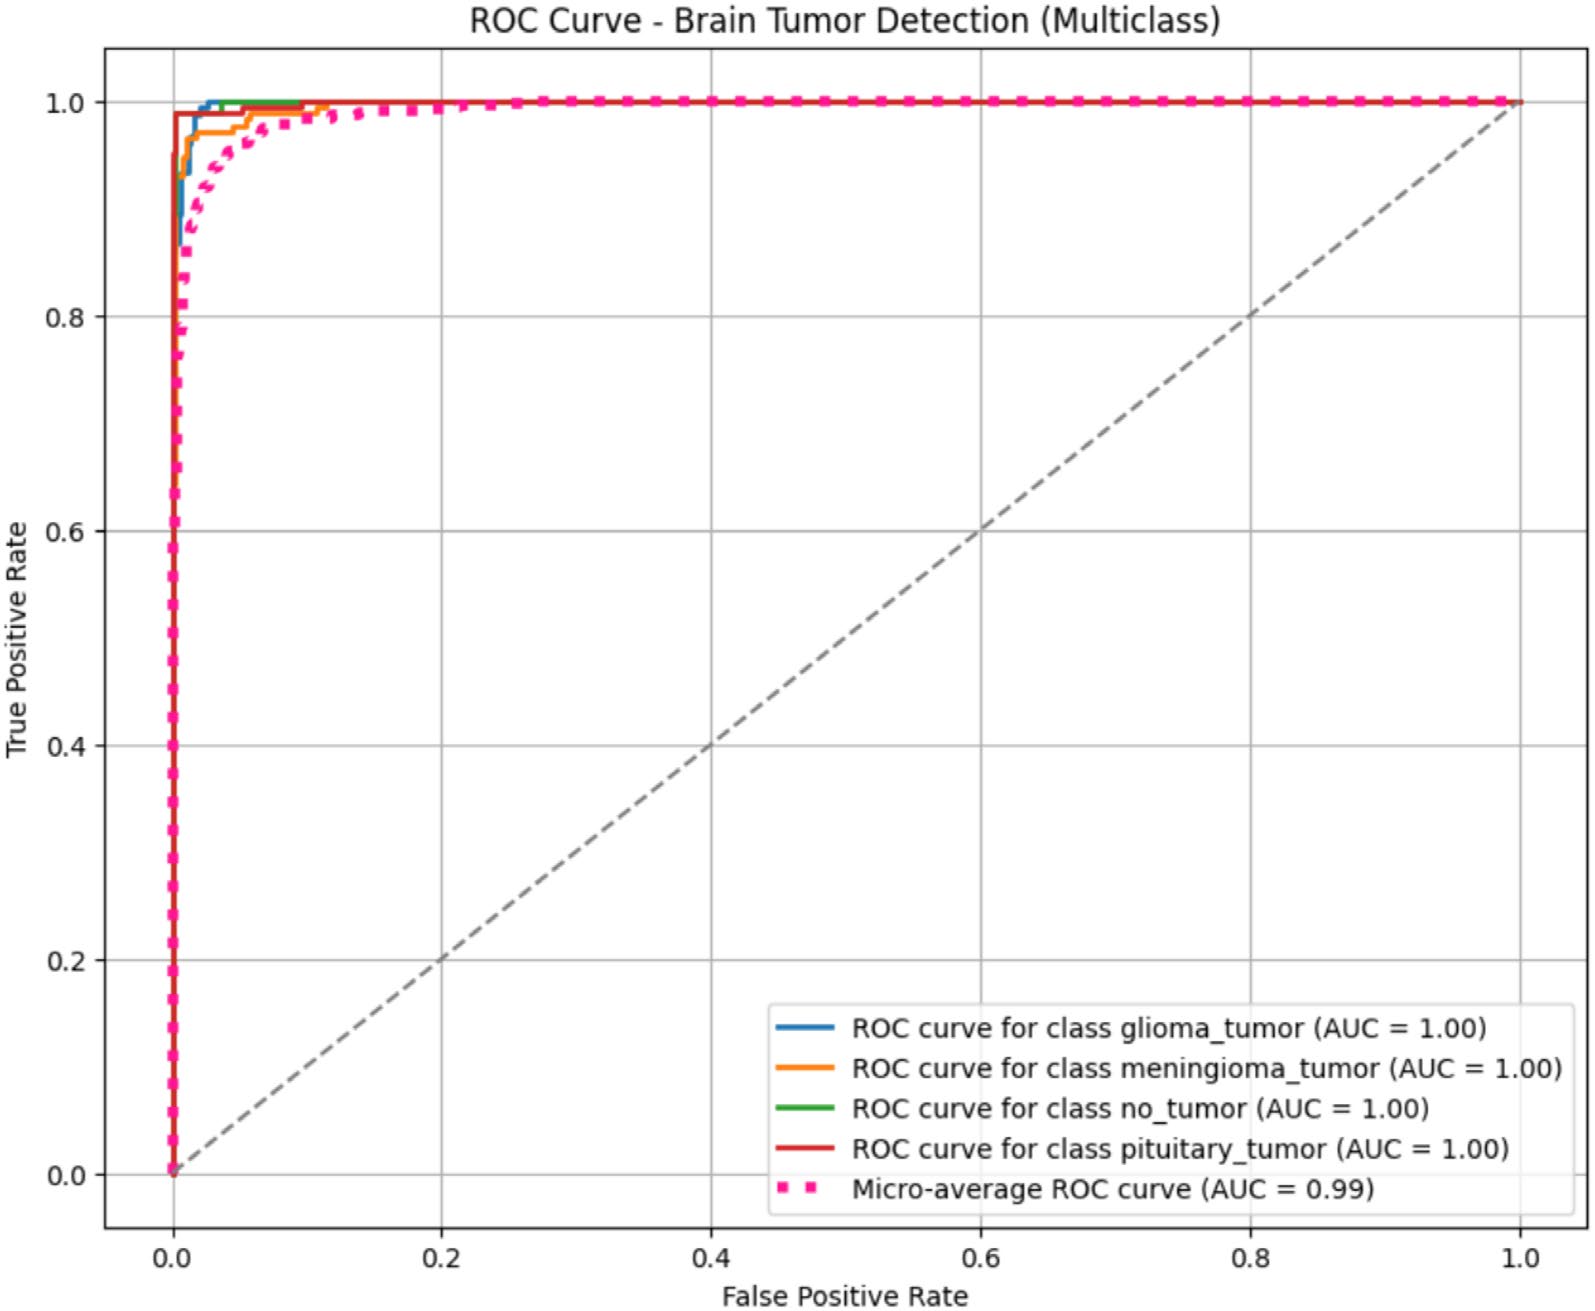 ROC Curve - Brain Tumor Detection (Multiclass)
True Positive Rate
1.0
0.8
0.6
0.4
0.2
0.0
0.0 0.2 0.4 0.6 0.8 1.0
False Positive Rate
ROC curve for class glioma_tumor (AUC = 1.00)
ROC curve for class meningioma_tumor (AUC = 1.00)
ROC curve for class no_tumor (AUC = 1.00)
ROC curve for class pituitary_tumor (AUC = 1.00)
Micro-average ROC curve (AUC = 0.99)